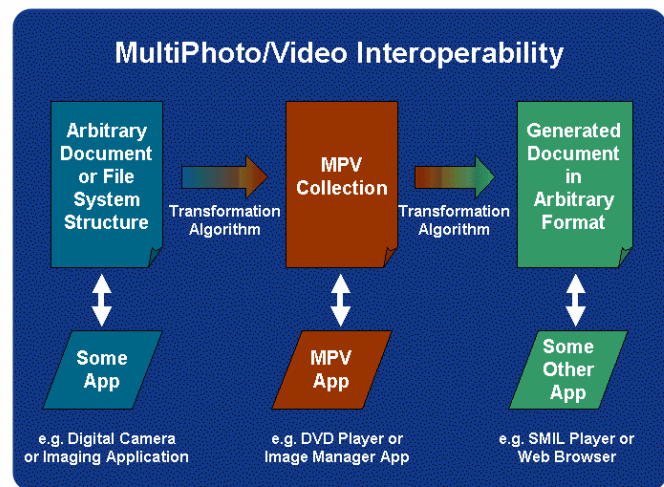 MultiPhoto/Video Interoperability
Arbitrary
Document
or File
System
Structure
Transformation
Algorithm
MPV
Collection
Transformation
Algorithm
Generated
Document
in
Arbitrary
Format
Some
App
MPV
App
Some
Other
App
e.g. Digital Camera
or Imaging Application
e.g. DVD Player or
Image Manager App
e.g. SMIL Player or
Web Browser